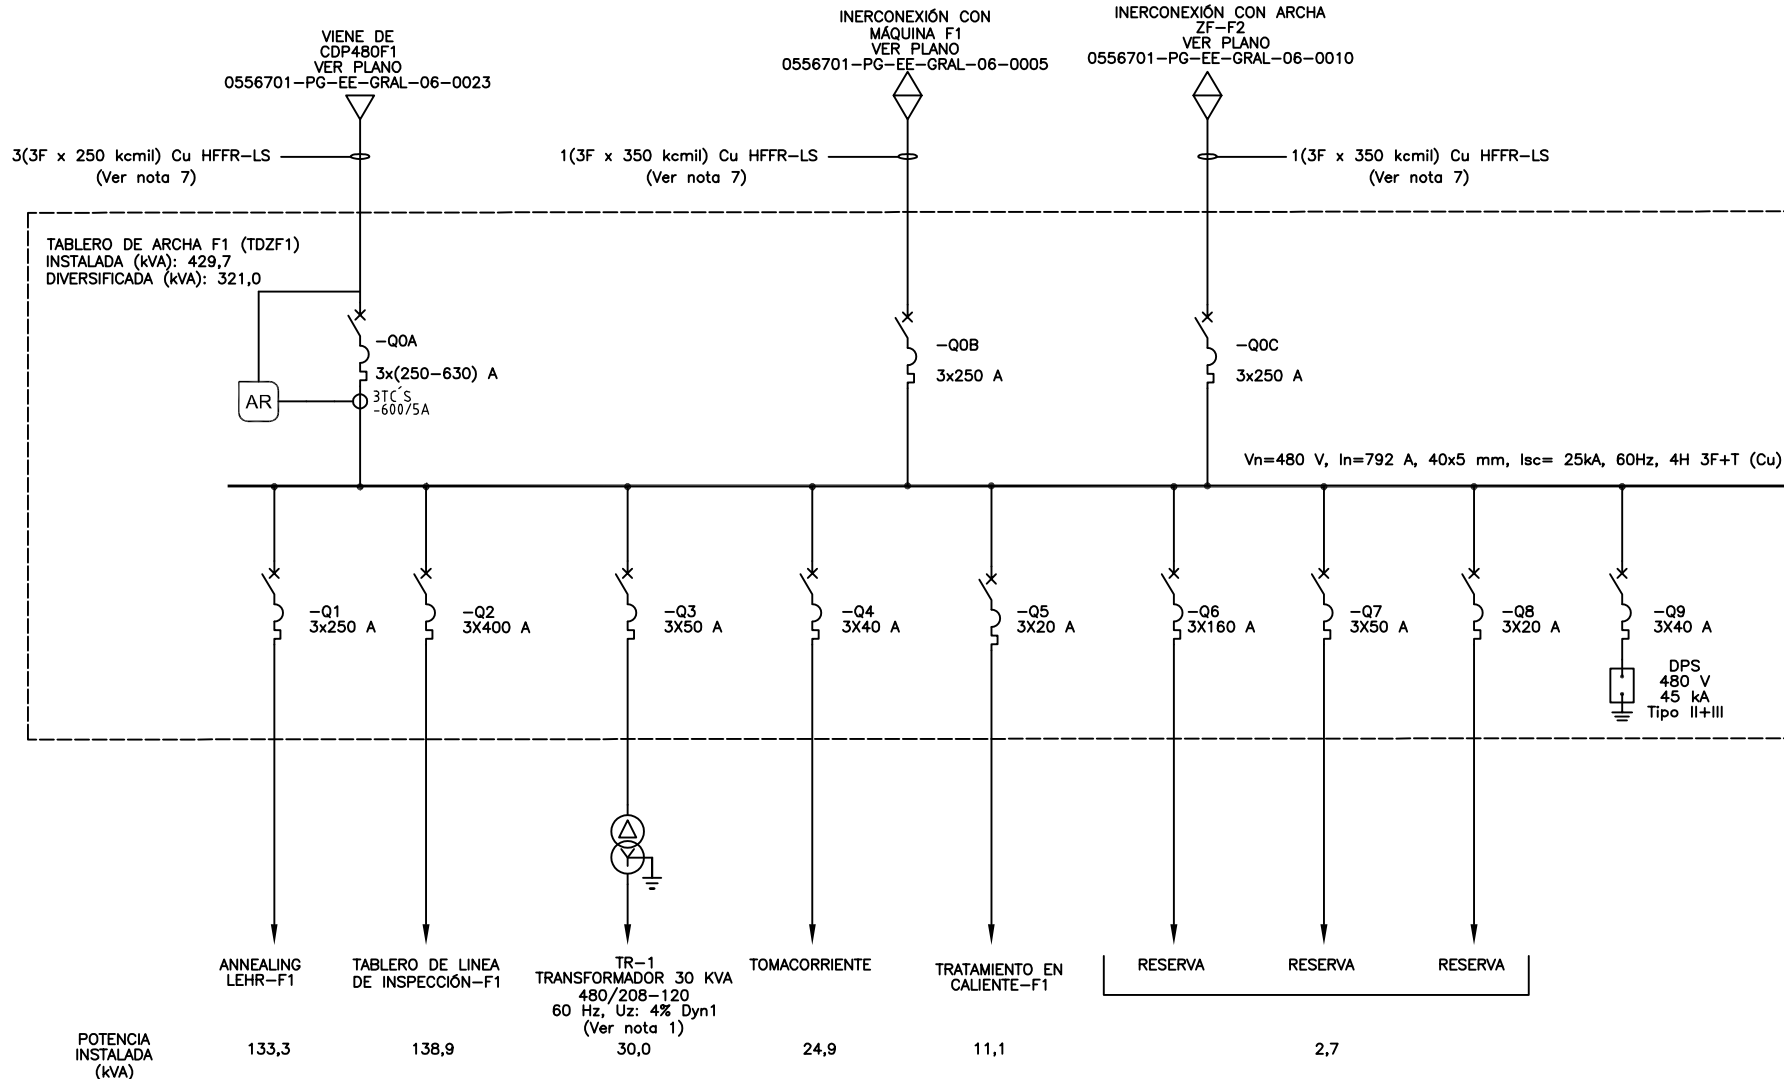 VIENE DE
CDP480F1
VER PLANO
0556701-PG-EE-GRAL-06-0023
INERCONEXIÓN CON
MÁQUINA F1
VER PLANO
0556701-PG-EE-GRAL-06-0005
INERCONEXIÓN CON ARCHA
ZF-F2
VER PLANO
0556701-PG-EE-GRAL-06-0010
3(3F x 250 kcmil) Cu HFFR-LS
(Ver nota 7)
1(3F x 350 kcmil) Cu HFFR-LS
(Ver nota 7)
1(3F x 350 kcmil) Cu HFFR-LS
(Ver nota 7)
TABLERO DE ARCHA F1 (TDZF1)
INSTALADA (kVA): 429,7
DIVERSIFICADA (kVA): 321,0
-Q0A
3x(250-630) A
AR
3TC´S
-600/5A
-Q0B
3x250 A
-Q0C
3x250 A
Vn=480 V, In=792 A, 40x5 mm, Isc= 25kA, 60Hz, 4H 3F+T (Cu)
-Q1
3x250 A
-Q2
3X400 A
-Q3
3X50 A
-Q4
3X40 A
-Q5
3X20 A
-Q6
3X160 A
-Q7
3X50 A
-Q8
3X20 A
-Q9
3X40 A
DPS
480 V
45 kA
Tipo II+III
ANNEALING
LEHR-F1
TABLERO DE LINEA
DE INSPECCIÓN-F1
TR-1
TRANSFORMADOR 30 KVA
480/208-120
60 Hz, Uz: 4% Dyn1
(Ver nota 1)
TOMACORRIENTE
TRATAMIENTO EN
CALIENTE-F1
RESERVA
RESERVA
RESERVA
POTENCIA
INSTALADA
(kVA)
133,3
138,9
30,0
24,9
11,1
2,7